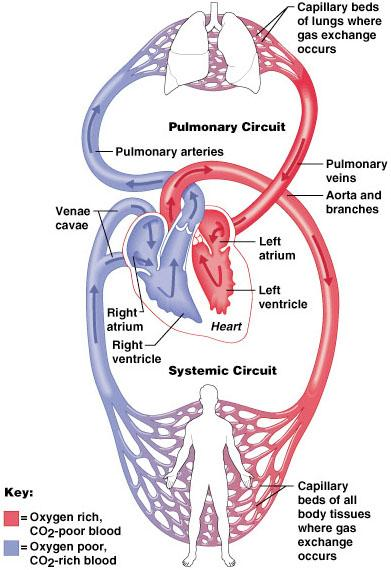 Capillary beds
of lungs where
gas exchange
occurs
Pulmonary Circuit
Pulmonary arteries
Pulmonary
veins
Aorta and
branches
Venae
cavae
Left
atrium
Left
ventricle
Right
atrium
Heart
Right
ventricle
Systemic Circuit
Capillary
beds of all
body tissues
where gas
exchange
occurs
Key:
= Oxygen rich,
CO2-poor blood
= Oxygen poor,
CO2-rich blood